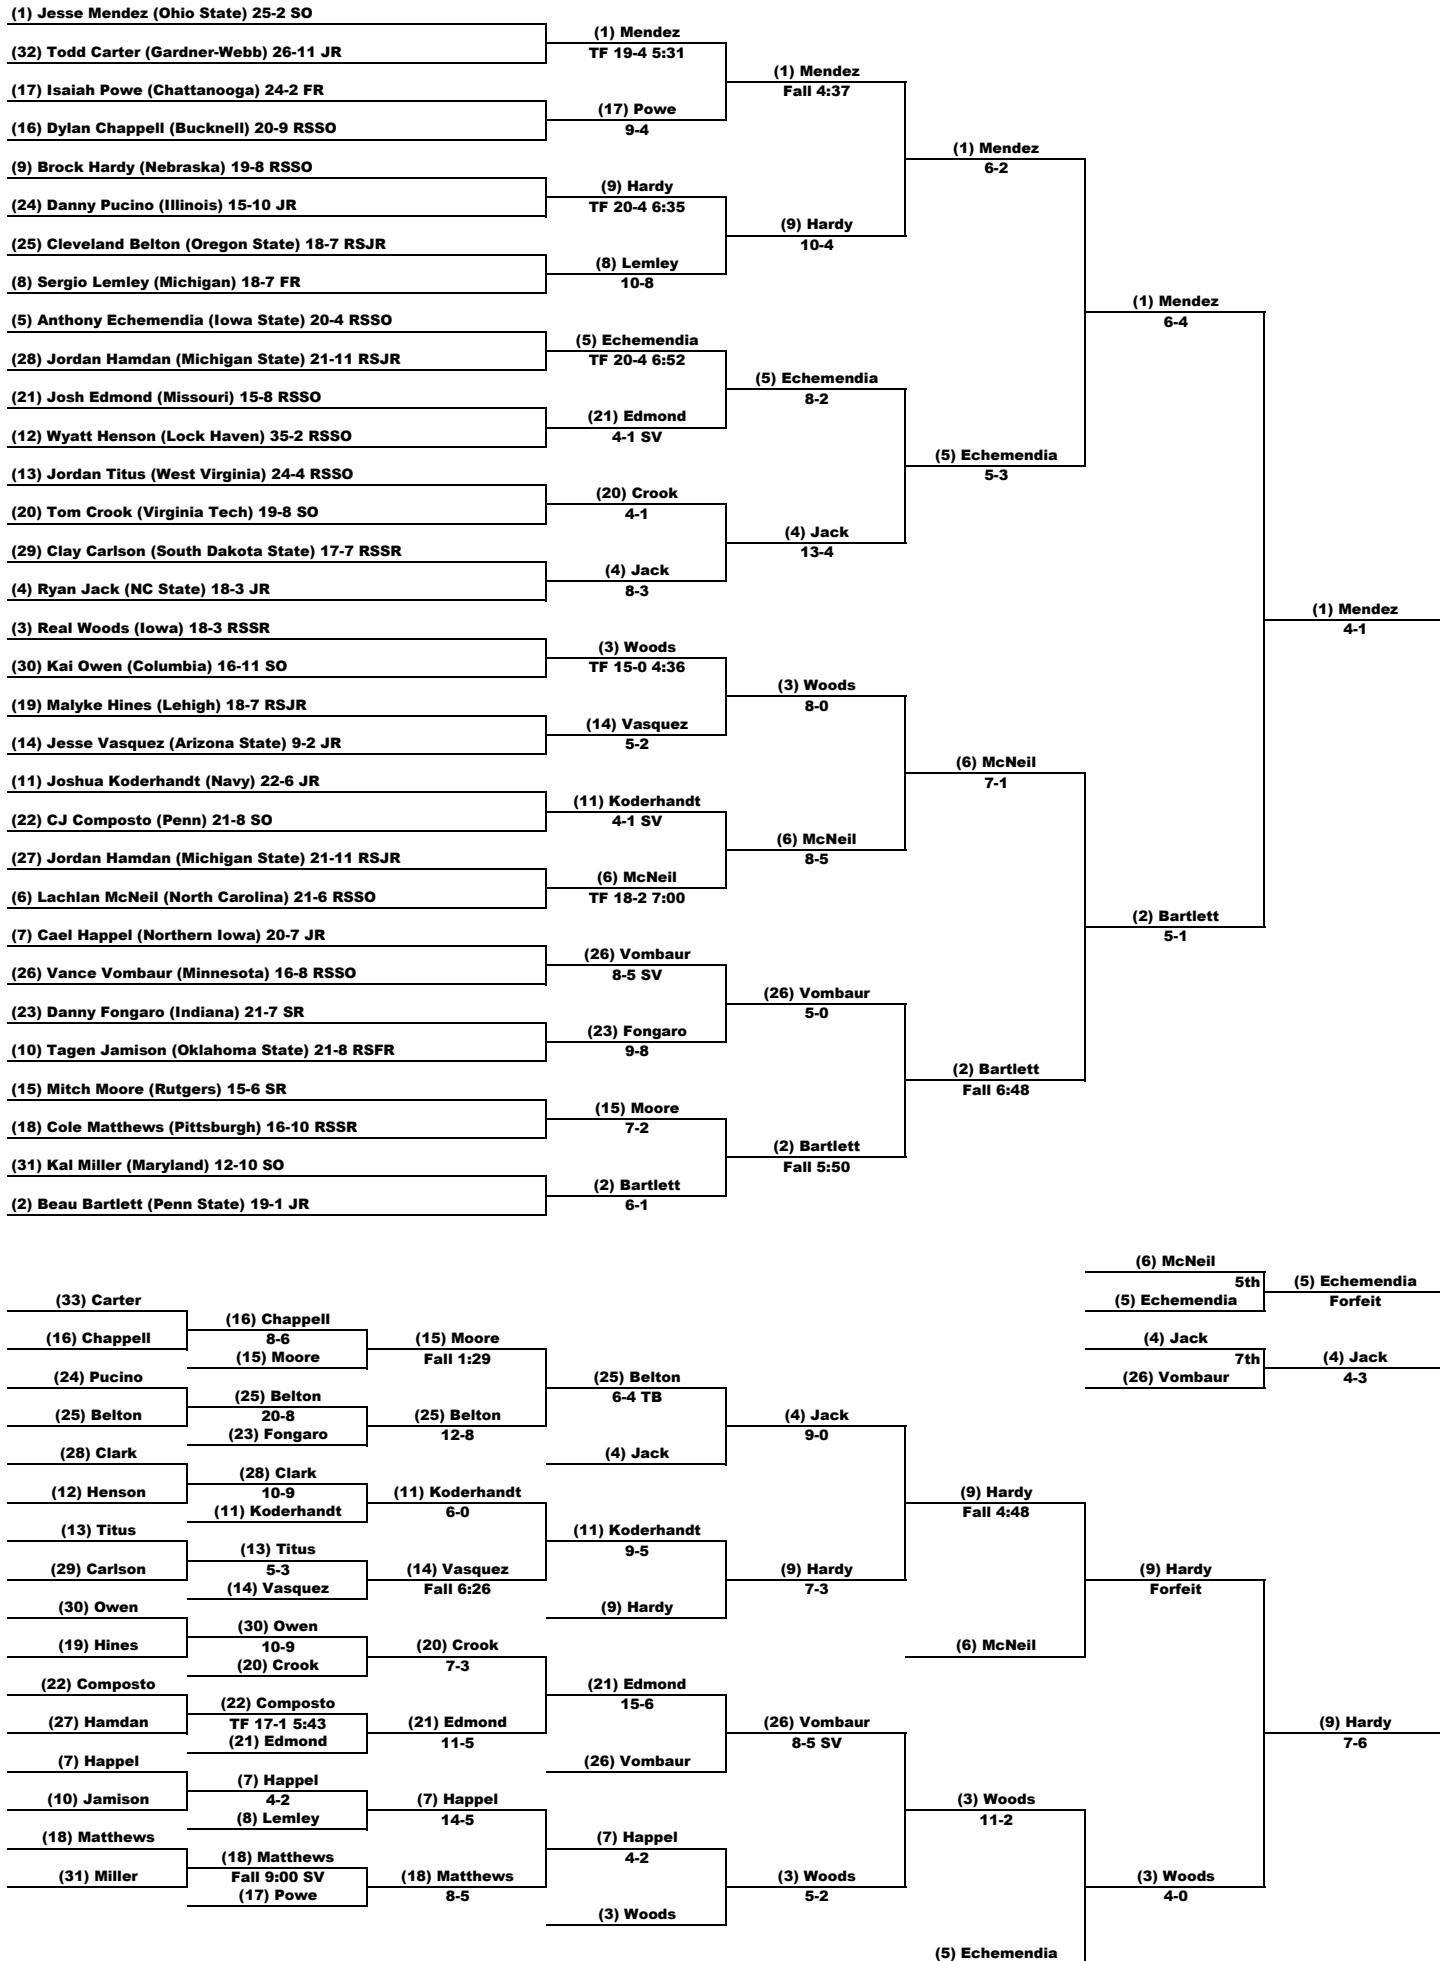 (1) Jesse Mendez (Ohio State) 25-2 SO
(32) Todd Carter (Gardner-Webb) 26-11 JR
(17) Isaiah Powe (Chattanooga) 24-2 FR
(16) Dylan Chappell (Bucknell) 20-9 RSSO
(9) Brock Hardy (Nebraska) 19-8 RSSO
(24) Danny Pucino (Illinois) 15-10 JR
(25) Cleveland Belton (Oregon State) 18-7 RSJR
(8) Sergio Lemley (Michigan) 18-7 FR
(5) Anthony Echemendia (Iowa State) 20-4 RSSO
(28) Jordan Hamdan (Michigan State) 21-11 RSJR
(21) Josh Edmond (Missouri) 15-8 RSSO
(12) Wyatt Henson (Lock Haven) 35-2 RSSO
(13) Jordan Titus (West Virginia) 24-4 RSSO
(20) Tom Crook (Virginia Tech) 19-8 SO
(29) Clay Carlson (South Dakota State) 17-7 RSSR
(4) Ryan Jack (NC State) 18-3 JR
(3) Real Woods (Iowa) 18-3 RSSR
(30) Kai Owen (Columbia) 16-11 SO
(19) Malyke Hines (Lehigh) 18-7 RSJR
(14) Jesse Vasquez (Arizona State) 9-2 JR
(11) Joshua Koderhandt (Navy) 22-6 JR
(22) CJ Composto (Penn) 21-8 SO
(27) Jordan Hamdan (Michigan State) 21-11 RSJR
(6) Lachlan McNeil (North Carolina) 21-6 RSSO
(7) Cael Happel (Northern Iowa) 20-7 JR
(26) Vance Vombaur (Minnesota) 16-8 RSSO
(23) Danny Fongaro (Indiana) 21-7 SR
(10) Tagen Jamison (Oklahoma State) 21-8 RSFR
(15) Mitch Moore (Rutgers) 15-6 SR
(18) Cole Matthews (Pittsburgh) 16-10 RSSR
(31) Kal Miller (Maryland) 12-10 SO
(2) Beau Bartlett (Penn State) 19-1 JR
(1) Mendez
TF 19-4 5:31
(17) Powe
9-4
(9) Hardy
TF 20-4 6:35
(8) Lemley
10-8
(5) Echemendia
TF 20-4 6:52
(21) Edmond
4-1 SV
(20) Crook
4-1
(4) Jack
8-3
(3) Woods
TF 15-0 4:36
(14) Vasquez
5-2
(11) Koderhandt
4-1 SV
(6) McNeil
TF 18-2 7:00
(26) Vombaur
8-5 SV
(23) Fongaro
9-8
(15) Moore
7-2
(2) Bartlett
6-1
(1) Mendez
Fall 4:37
(9) Hardy
10-4
(5) Echemendia
8-2
(4) Jack
13-4
(3) Woods
8-0
(6) McNeil
8-5
(26) Vombaur
5-0
(2) Bartlett
Fall 5:50
(1) Mendez
6-2
(5) Echemendia
5-3
(6) McNeil
7-1
(2) Bartlett
Fall 6:48
(1) Mendez
6-4
(2) Bartlett
5-1
(1) Mendez
4-1
(6) McNeil
5th
(5) Echemendia
(5) Echemendia
Forfeit
(4) Jack
7th
(26) Vombaur
(4) Jack
4-3
(33) Carter
(16) Chappell
(24) Pucino
(25) Belton
(28) Clark
(12) Henson
(13) Titus
(29) Carlson
(30) Owen
(19) Hines
(22) Composto
(27) Hamdan
(7) Happel
(10) Jamison
(18) Matthews
(31) Miller
(16) Chappell
8-6
(15) Moore
(25) Belton
20-8
(23) Fongaro
(28) Clark
10-9
(11) Koderhandt
(13) Titus
5-3
(14) Vasquez
(30) Owen
10-9
(20) Crook
(22) Composto
TF 17-1 5:43
(21) Edmond
(7) Happel
4-2
(8) Lemley
(18) Matthews
Fall 9:00 SV
(17) Powe
(15) Moore
Fall 1:29
(25) Belton
12-8
(11) Koderhandt
6-0
(14) Vasquez
Fall 6:26
(20) Crook
7-3
(21) Edmond
11-5
(7) Happel
14-5
(18) Matthews
8-5
(25) Belton
6-4 TB
(4) Jack
(11) Koderhandt
9-5
(9) Hardy
(21) Edmond
15-6
(26) Vombaur
(7) Happel
4-2
(3) Woods
(4) Jack
9-0
(9) Hardy
7-3
(26) Vombaur
8-5 SV
(3) Woods
5-2
(9) Hardy
Fall 4:48
(6) McNeil
(3) Woods
11-2
(5) Echemendia
(9) Hardy
Forfeit
(3) Woods
4-0
(9) Hardy
7-6